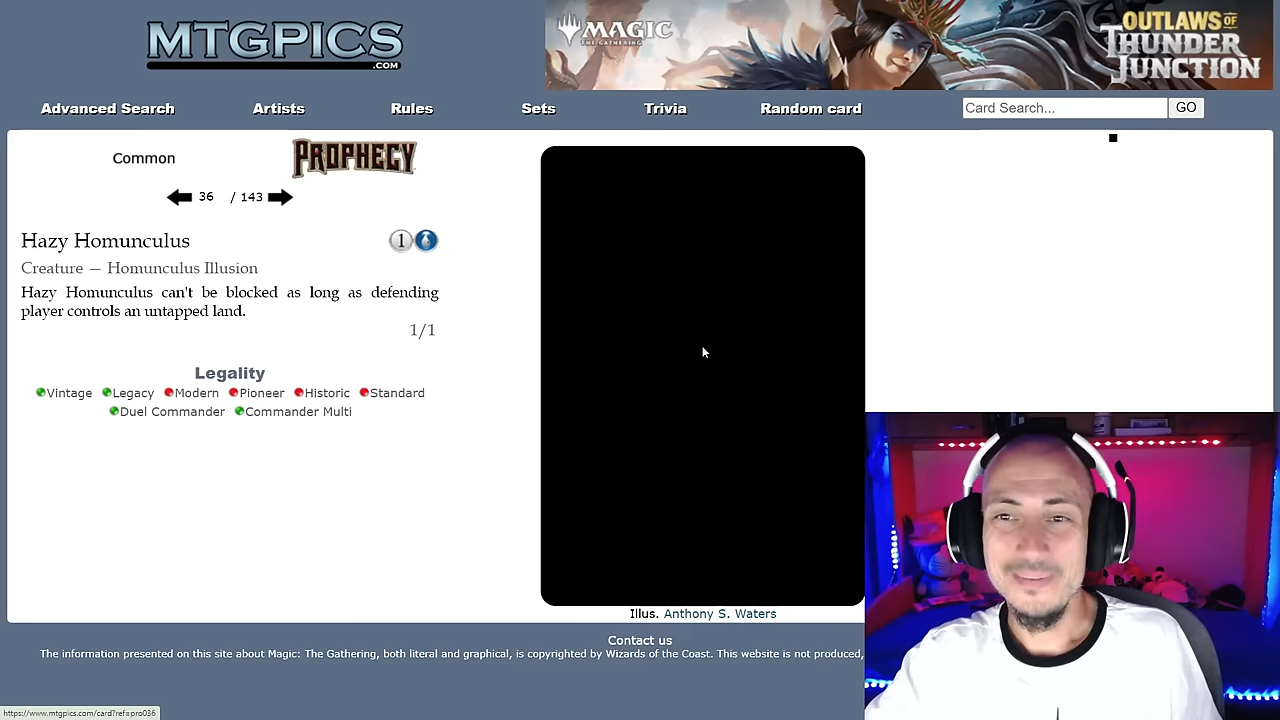 MTGPICS
.COM
MAGIC
THE GATHERING
OUTLAWS OF
THUNDER
JUNCTION
Advanced Search Artists Rules Sets Trivia Random card Card Search... GO
Common PROPHECY
36 / 143
Hazy Homunculus 1
Creature — Homunculus Illusion
Hazy Homunculus can't be blocked as long as defending
player controls an untapped land.
1/1
Legality
Vintage Legacy Modern Pioneer Historic Standard
Duel Commander Commander Multi
Illus. Anthony S. Waters
Contact us
The information presented on this site about Magic: The Gathering, both literal and graphical, is copyrighted by Wizards of the Coast. This website is not produced,
https://www.mtgpics.com/card?ref=pro036